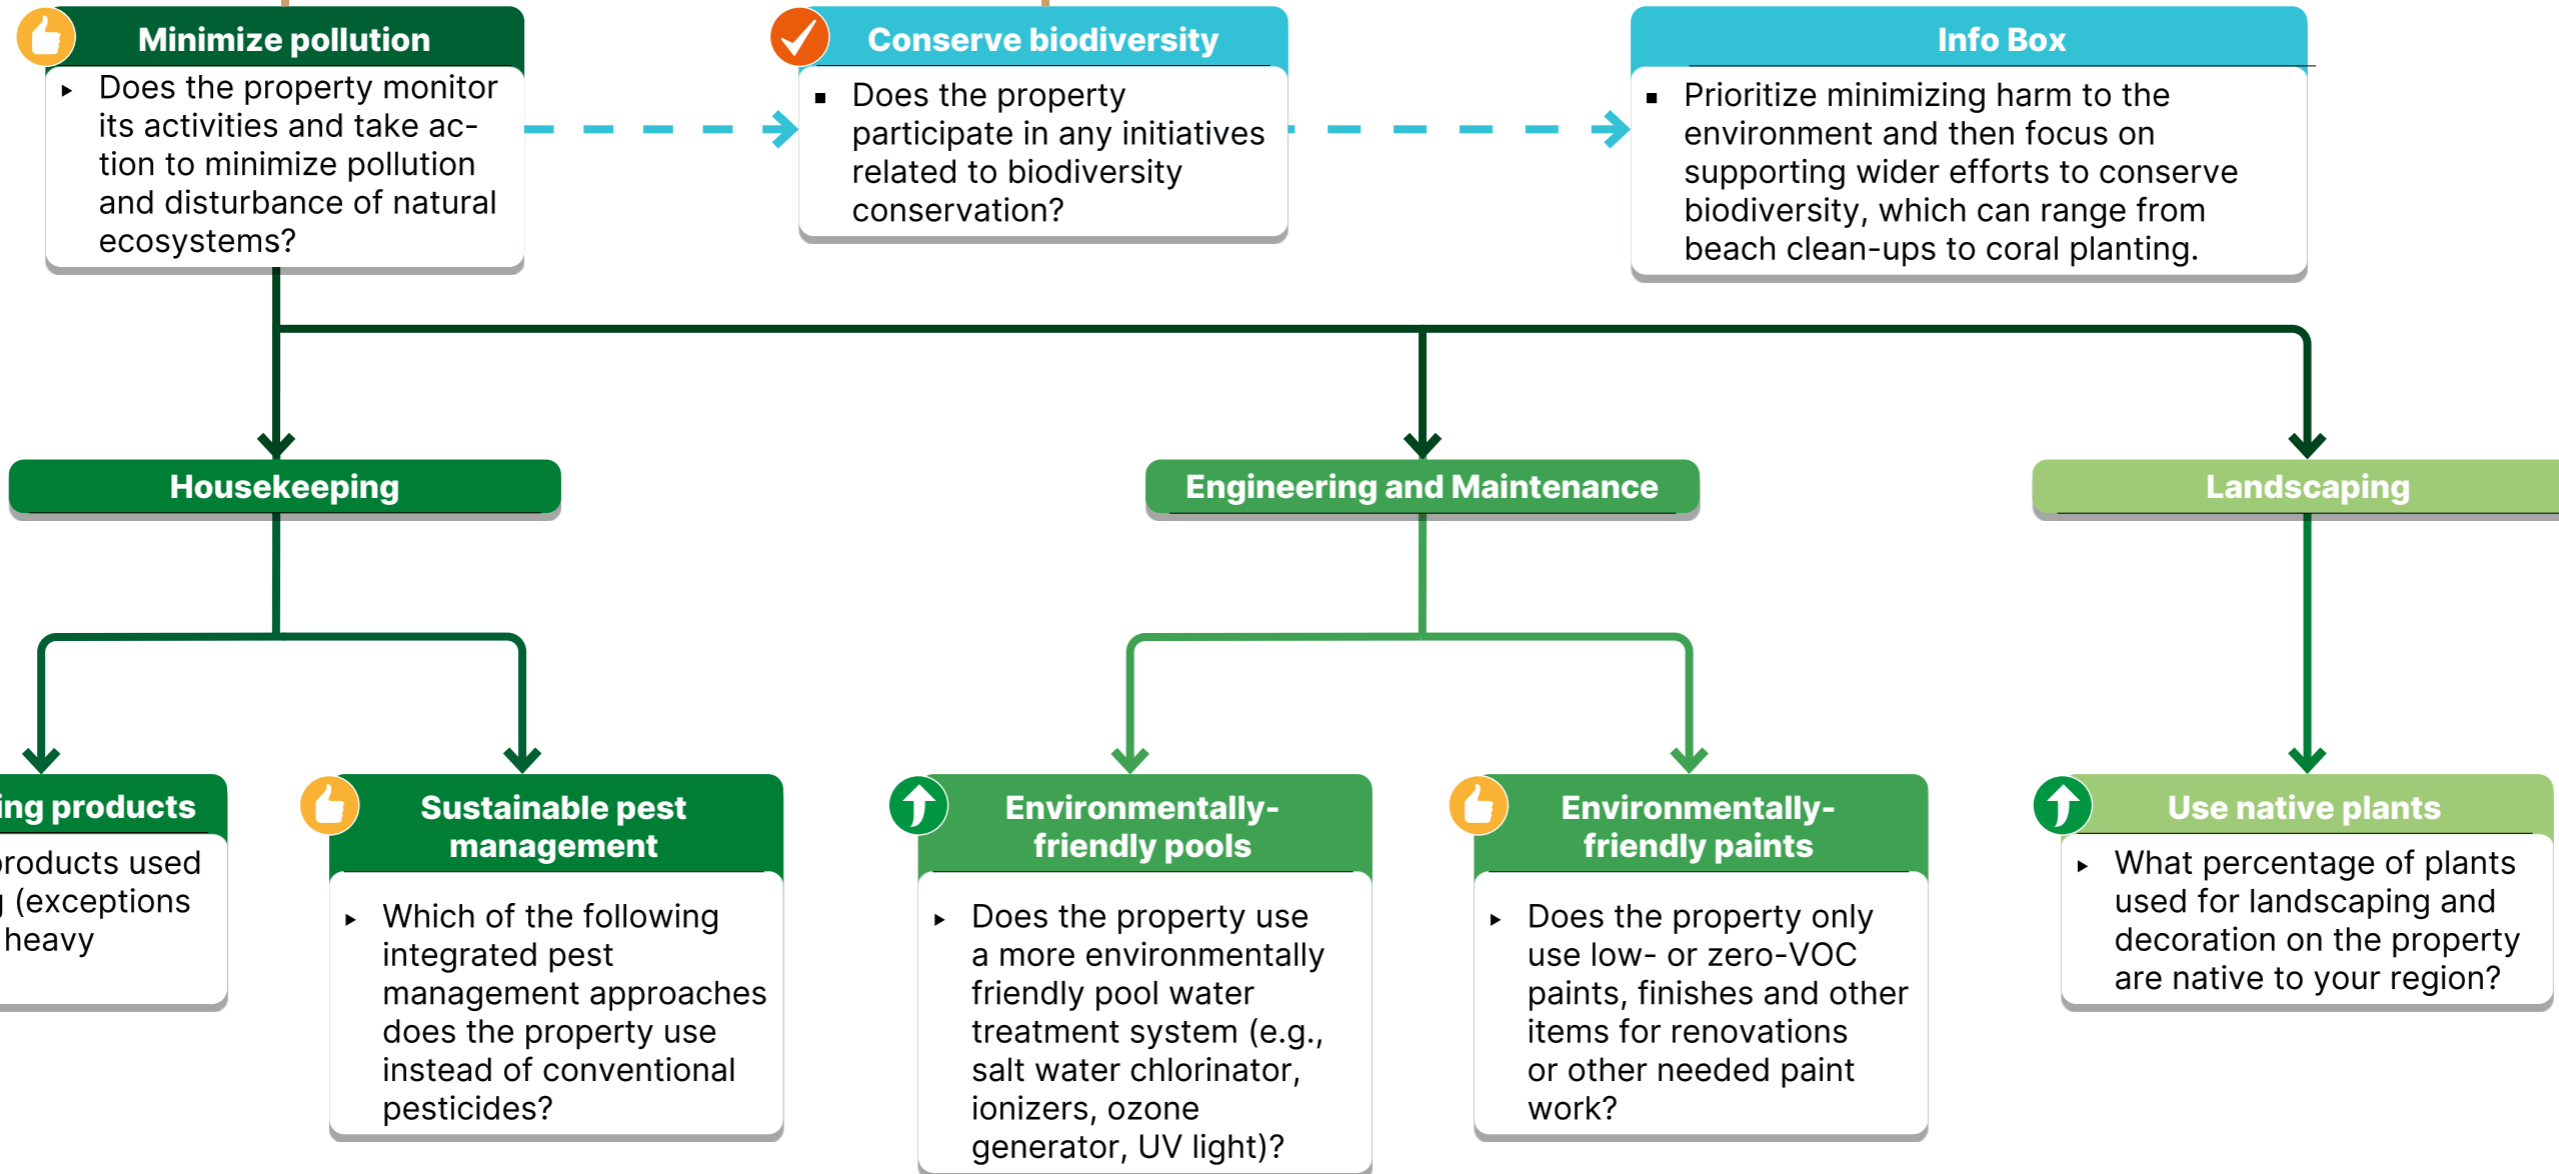 Minimize pollution
Does the property monitor
its activities and take ac-
tion to minimize pollution
and disturbance of natural
ecosystems?
Conserve biodiversity
Does the property
participate in any initiatives
related to biodiversity
conservation?
Info Box
Prioritize minimizing harm to the
environment and then focus on
supporting wider efforts to conserve
biodiversity, which can range from
beach clean-ups to coral planting.
Housekeeping
Engineering and Maintenance
Landscaping
ing products
products used
(exceptions
heavy
Sustainable pest
management
Which of the following
integrated pest
management approaches
does the property use
instead of conventional
pesticides?
Environmentally-
friendly pools
Does the property use
a more environmentally
friendly pool water
treatment system (e.g.,
salt water chlorinator,
ionizers, ozone
generator, UV light)?
Environmentally-
friendly paints
Does the property only
use low- or zero-VOC
paints, finishes and other
items for renovations
or other needed paint
work?
Use native plants
What percentage of plants
used for landscaping and
decoration on the property
are native to your region?